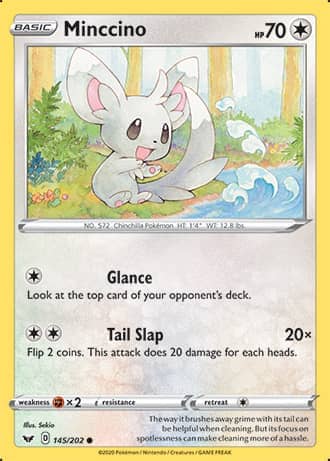 BASIC Minccino HP 70
NO. 572 Chinchilla Pokémon HT: 1'4" WT: 12.8 lbs.
Glance
Look at the top card of your opponent's deck.
Tail Slap 20×
Flip 2 coins. This attack does 20 damage for each heads.
weakness ×2 resistance retreat
Illus. Sekio
The way it brushes away grime with its tail can
be helpful when cleaning. But its focus on
spotlessness can make cleaning more of a hassle.
D 145/202
©2020 Pokémon / Nintendo / Creatures / GAME FREAK